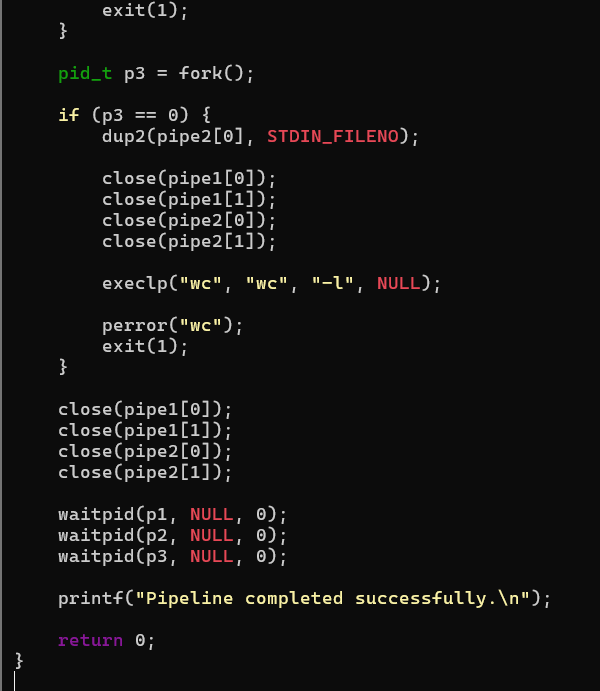 exit(1);
    }

    pid_t p3 = fork();

    if (p3 == 0) {
        dup2(pipe2[0], STDIN_FILENO);

        close(pipe1[0]);
        close(pipe1[1]);
        close(pipe2[0]);
        close(pipe2[1]);

        execlp("wc", "wc", "-l", NULL);

        perror("wc");
        exit(1);
    }

    close(pipe1[0]);
    close(pipe1[1]);
    close(pipe2[0]);
    close(pipe2[1]);

    waitpid(p1, NULL, 0);
    waitpid(p2, NULL, 0);
    waitpid(p3, NULL, 0);

    printf("Pipeline completed successfully.\n");

    return 0;
}